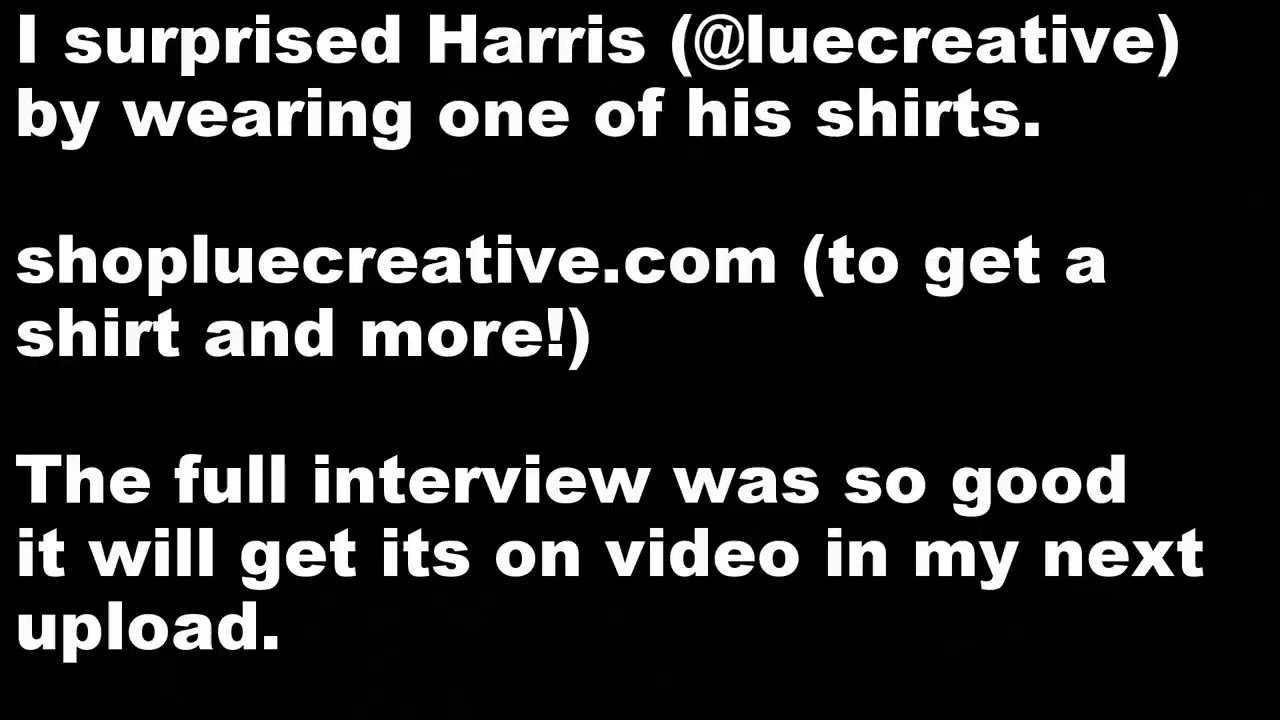 I surprised Harris (@luecreative)
by wearing one of his shirts.
shopluecreative.com (to get a
shirt and more!)
The full interview was so good
it will get its on video in my next
upload.